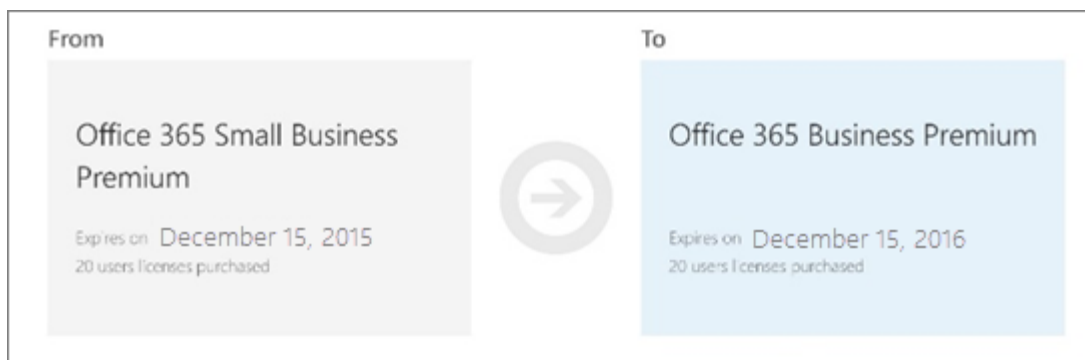 From
Office 365 Small Business
Premium
Expires on December 15, 2015
20 users licenses purchased
To
Office 365 Business Premium
Expires on December 15, 2016
20 users licenses purchased